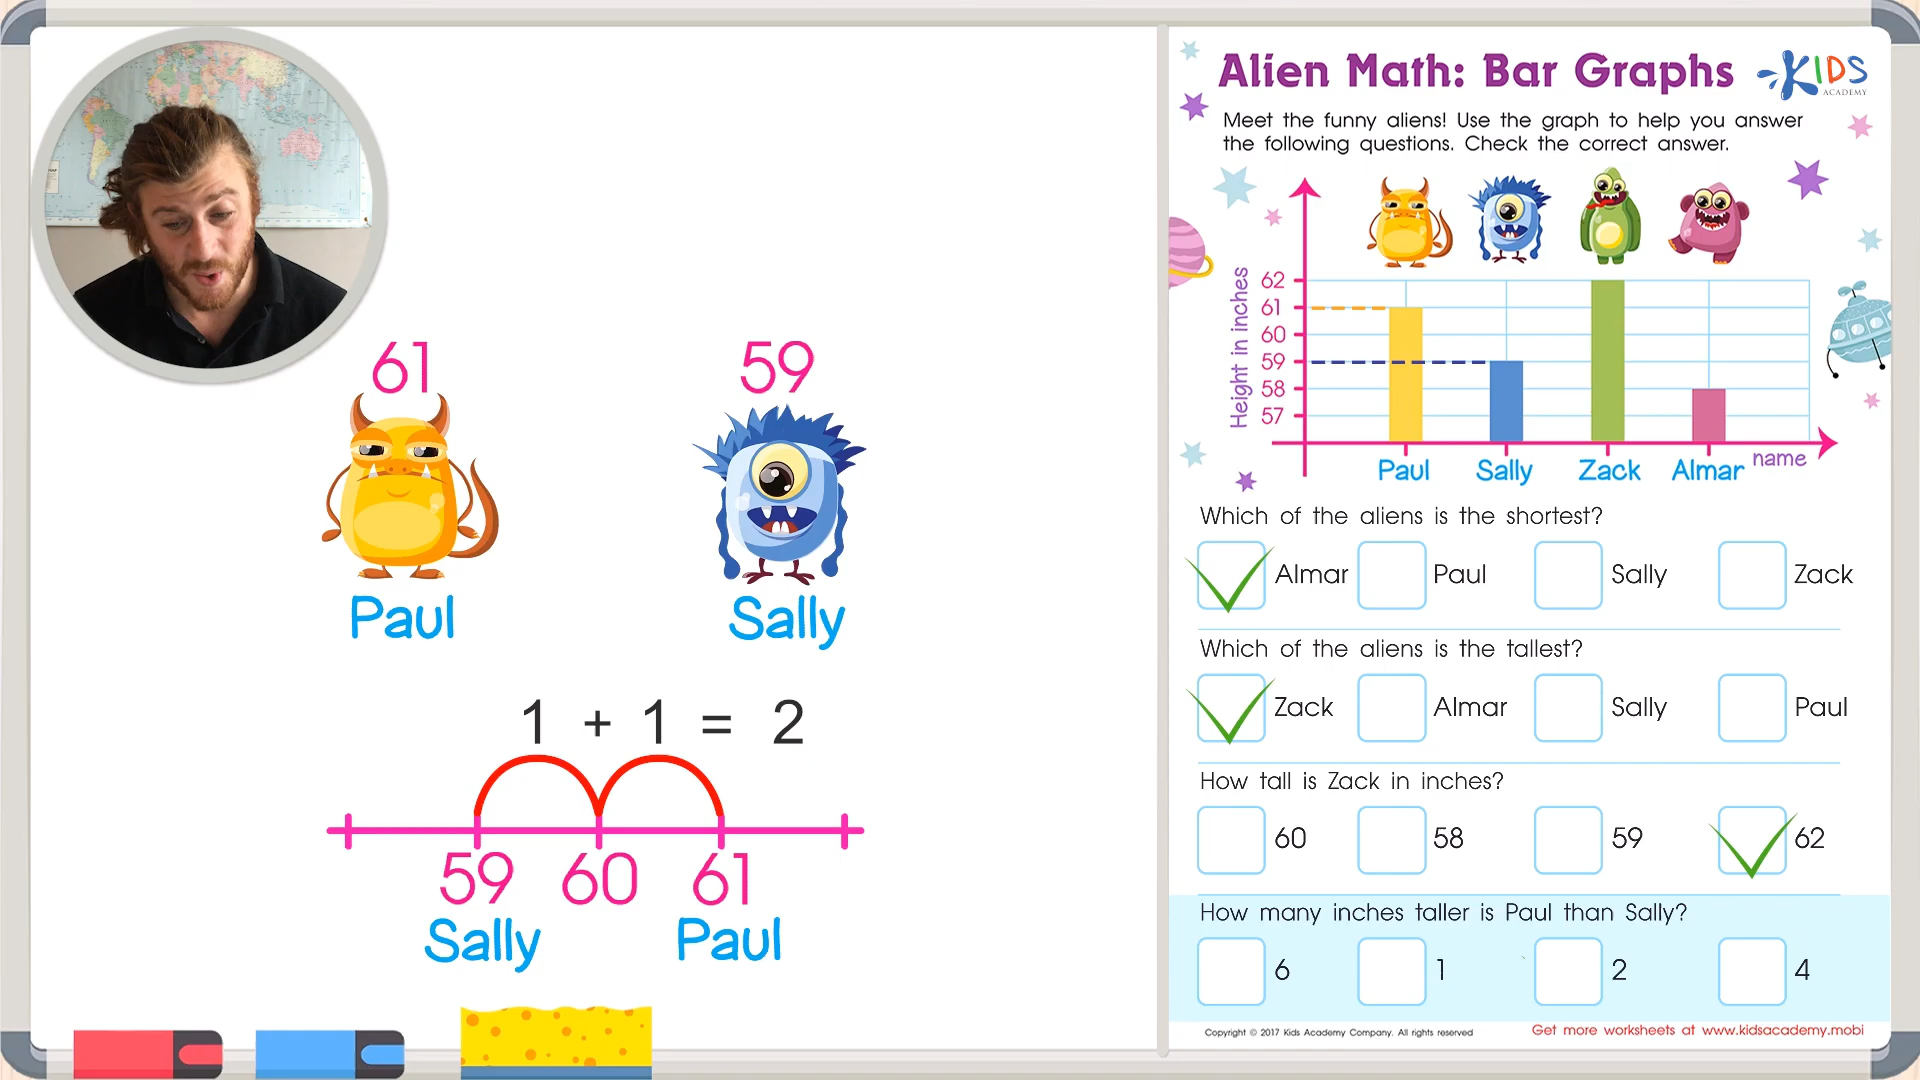 61
59
Paul
Sally
1 + 1 = 2
59 60 61
Sally Paul
Alien Math: Bar Graphs
KIDS
ACADEMY
Meet the funny aliens! Use the graph to help you answer
the following questions. Check the correct answer.
Height in inches
62
61
60
59
58
57
Paul Sally Zack Almar name
Which of the aliens is the shortest?
Almar Paul Sally Zack
Which of the aliens is the tallest?
Zack Almar Sally Paul
How tall is Zack in inches?
60 58 59 62
How many inches taller is Paul than Sally?
6 1 2 4
Copyright © 2017 Kids Academy Company. All rights reserved
Get more worksheets at www.kidsacademy.mobi